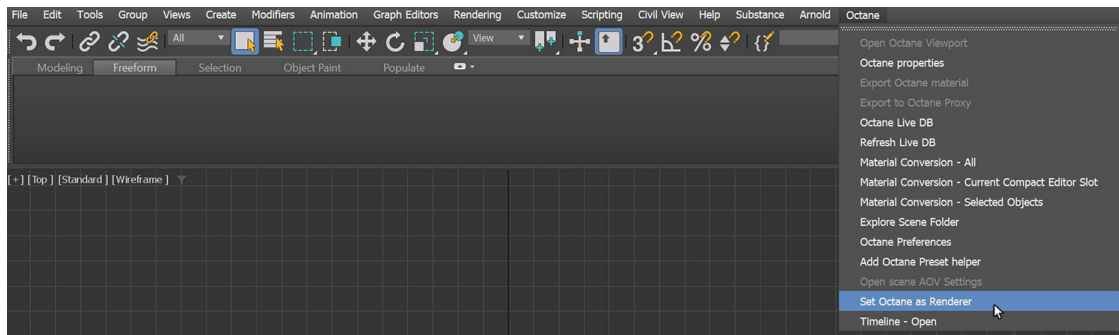 File Edit Tools Group Views Create Modifiers Animation Graph Editors Rendering Customize Scripting Civil View Help Substance Arnold Octane
All View 3
Modeling Freeform Selection Object Paint Populate
[+] [Top ] [Standard ] [Wireframe ]
Open Octane Viewport
Octane properties
Export Octane material
Export to Octane Proxy
Octane Live DB
Refresh Live DB
Material Conversion - All
Material Conversion - Current Compact Editor Slot
Material Conversion - Selected Objects
Explore Scene Folder
Octane Preferences
Add Octane Preset helper
Open scene AOV Settings
Set Octane as Renderer
Timeline - Open